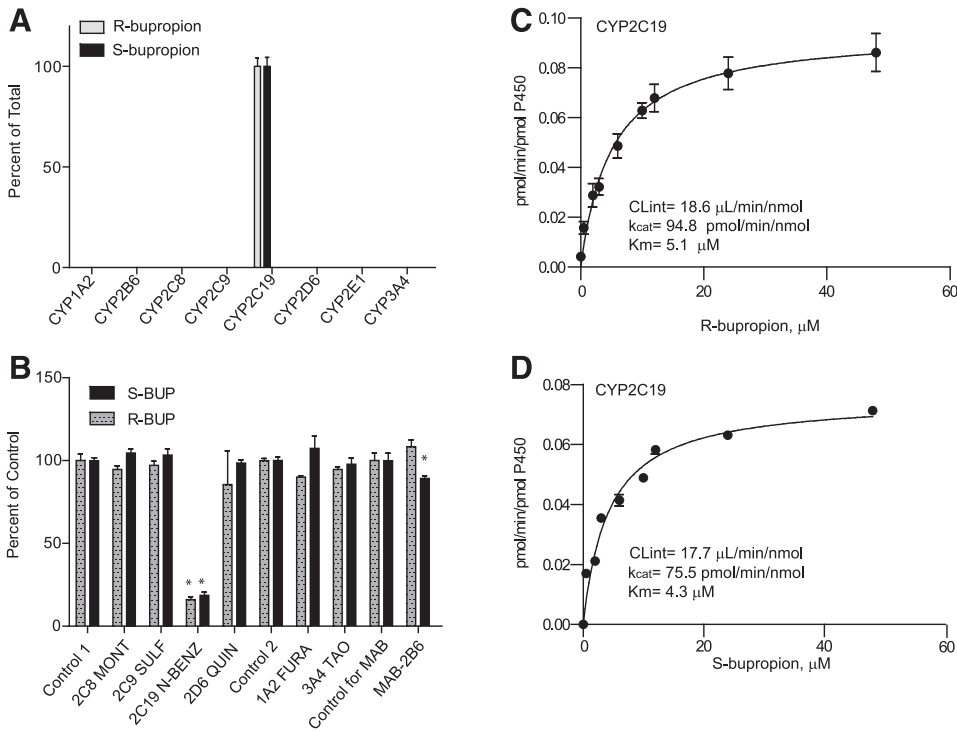 A
R-bupropion
S-bupropion
Percent of Total
100
50
0
CYP1A2
CYP2B6
CYP2C8
CYP2C9
CYP2C19
CYP2D6
CYP2E1
CYP3A4
B
S-BUP
R-BUP
Percent of Control
150
100
50
0
* *
*
Control 1
2C8 MONT
2C9 SULF
2C19 N-BENZ
2D6 QUIN
Control 2
1A2 FURA
3A4 TAO
Control for MAB
MAB-2B6
C
CYP2C19
pmol/min/pmol P450
0.10
0.08
0.06
0.04
0.02
0.00
CLint= 18.6 μL/min/nmol
kcat= 94.8 pmol/min/nmol
Km= 5.1 μM
0 20 40 60
R-bupropion, μM
D
CYP2C19
pmol/min/pmol P450
0.08
0.06
0.04
0.02
0.00
CLint= 17.7 μL/min/nmol
kcat= 75.5 pmol/min/nmol
Km= 4.3 μM
0 20 40 60
S-bupropion, μM